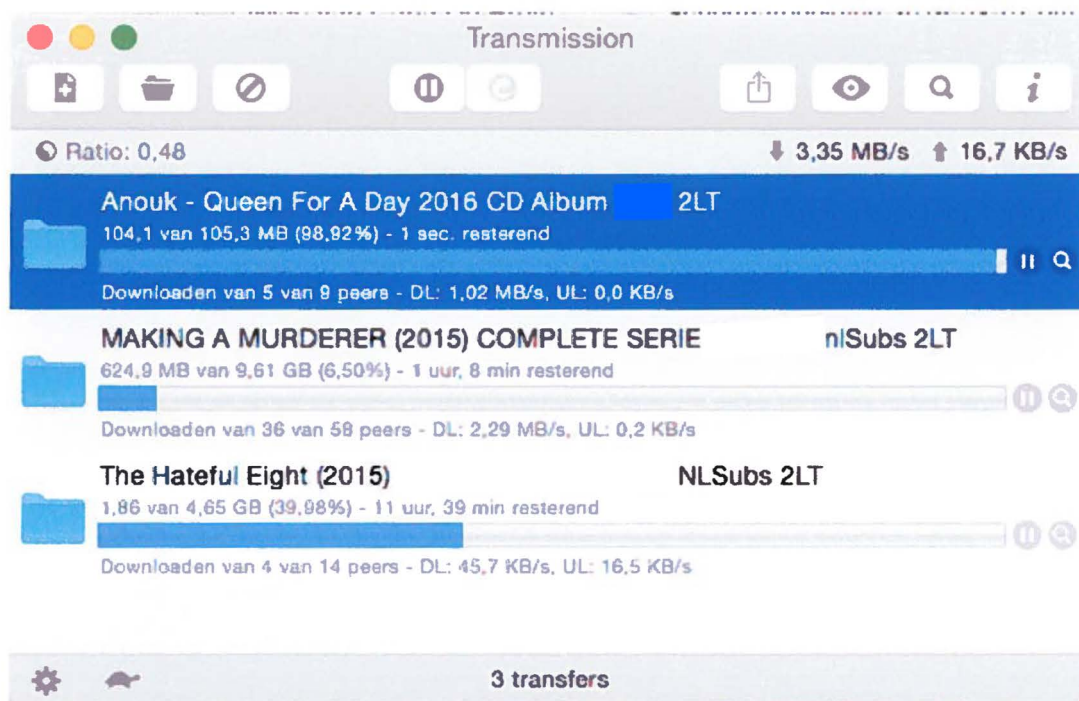 Transmission
Ratio: 0,48 3,35 MB/s 16,7 KB/s
Anouk - Queen For A Day 2016 CD Album 2LT
104,1 van 105,3 MB (98,92%) - 1 sec. resterend
Downloaden van 5 van 9 peers - DL: 1,02 MB/s, UL: 0,0 KB/s
MAKING A MURDERER (2015) COMPLETE SERIE nlSubs 2LT
624,9 MB van 9,61 GB (6,50%) - 1 uur, 8 min resterend
Downloaden van 36 van 58 peers - DL: 2,29 MB/s, UL: 0,2 KB/s
The Hateful Eight (2015) NLSubs 2LT
1,86 van 4,65 GB (39,98%) - 11 uur, 39 min resterend
Downloaden van 4 van 14 peers - DL: 45,7 KB/s, UL: 16,5 KB/s
3 transfers